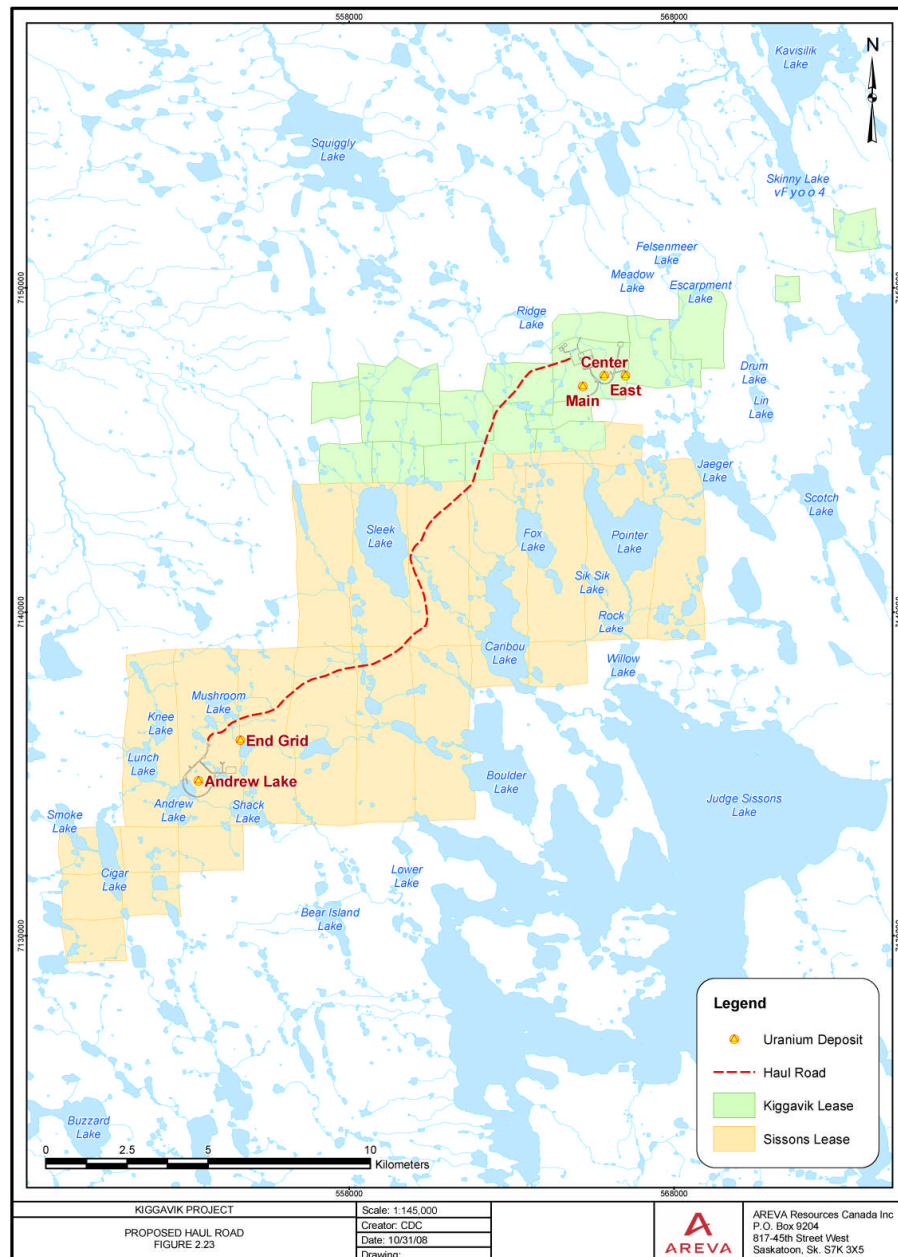 558000
568000
Kavisilik
Lake
N
Squiggly
Lake
Skinny Lake
vFyoo4
Felsenmeer
Lake
Meadow
Lake
Escarpment
Lake
7150000
Ridge
Lake
Center
East
Main
Drum
Lake
Lin
Lake
Jaeger
Lake
Scotch
Lake
Sleek
Lake
Fox
Lake
Pointer
Lake
Sik Sik
Lake
7140000
Rock
Lake
Caribou
Lake
Willow
Lake
Mushroom
Lake
Knee
Lake
End Grid
Lunch
Lake
Andrew Lake
Andrew
Lake
Shack
Lake
Boulder
Lake
Judge Sissons
Lake
Smoke
Lake
Cigar
Lake
Lower
Lake
Bear Island
Lake
7130000
Buzzard
Lake
Legend
Uranium Deposit
Haul Road
Kiggavik Lease
Sissons Lease
0 2.5 5 10
Kilometers
558000
568000
KIGGAVIK PROJECT
PROPOSED HAUL ROAD
FIGURE 2.23
Scale: 1:145,000
Creator: CDC
Date: 10/31/08
Drawing:
A
AREVA
AREVA Resources Canada Inc
P.O. Box 9204
817-45th Street West
Saskatoon, Sk. S7K 3X5